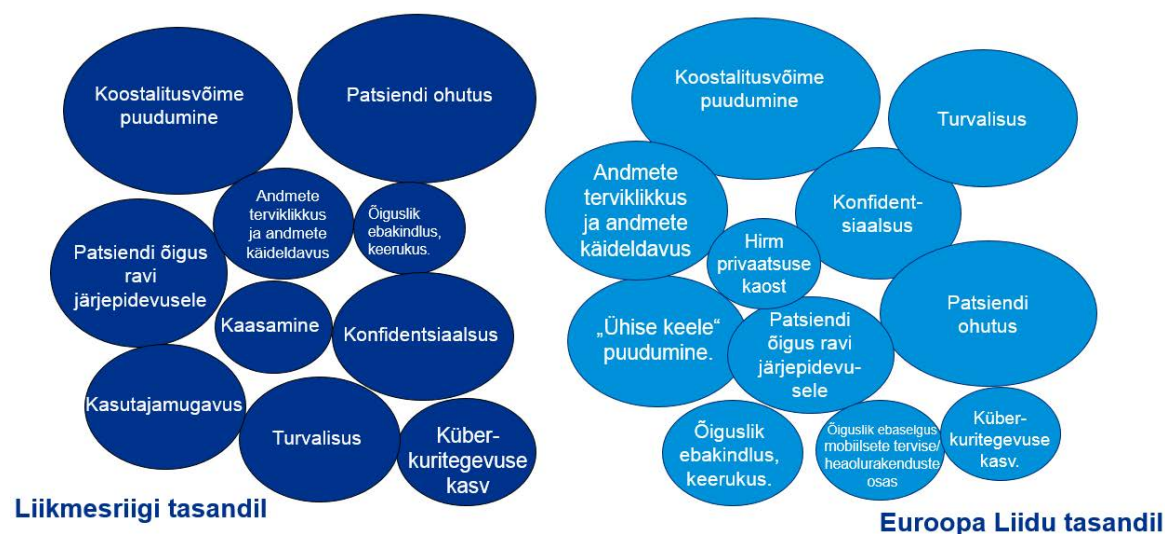 Koostalitusvõime
puudumine
Patsiendi ohutus
Andmete
terviklikkus
ja andmete
käideldavus
Õiguslik
ebakindlus,
keerukus.
Patsiendi õigus
ravi
järjepidevusele
Kaasamine
Konfidentsiaalsus
Kasutajamugavus
Turvalisus
Küber-
kuritegevuse
kasv
Liikmesriigi tasandil
Koostalitusvõime
puudumine
Turvalisus
Andmete
terviklikkus
ja andmete
käideldavus
Konfident-
siaalsus
Hirm
privaatsuse
kaost
Patsiendi
ohutus
„Ühise keele“
puudumine.
Patsiendi
õigus ravi
järjepidevu-
sele
Õiguslik
ebakindlus,
keerukus.
Õiguslik ebaselgus
mobiilsete tervise/
heaolurakenduste
osas
Küber-
kuritegevuse
kasv.
Euroopa Liidu tasandil